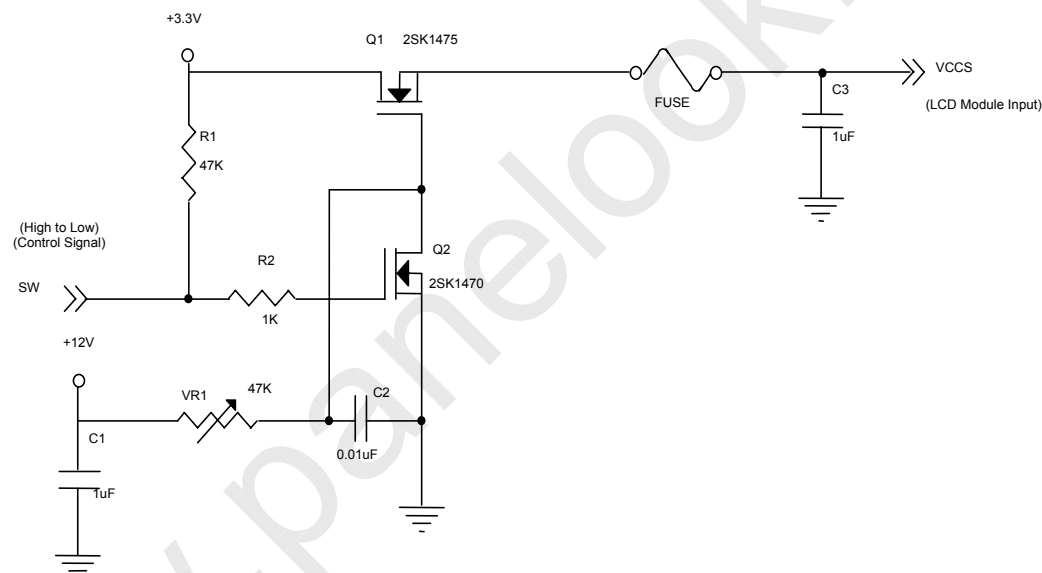 +3.3V
Q1 2SK1475
VCCS
FUSE
C3
(LCD Module Input)
1uF
R1
47K
(High to Low)
(Control Signal)
SW
R2
1K
Q2
2SK1470
+12V
VR1
47K
C2
C1
0.01uF
1uF
.panelook.